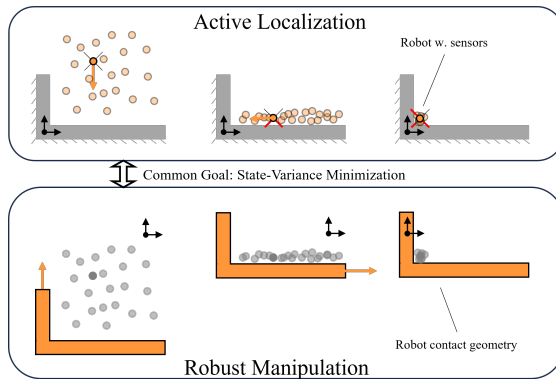 Active Localization
Robot w. sensors
Common Goal: State-Variance Minimization
Robot contact geometry
Robust Manipulation